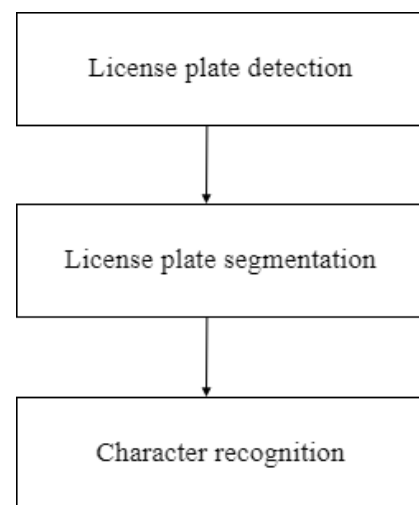 License plate detection
License plate segmentation
Character recognition